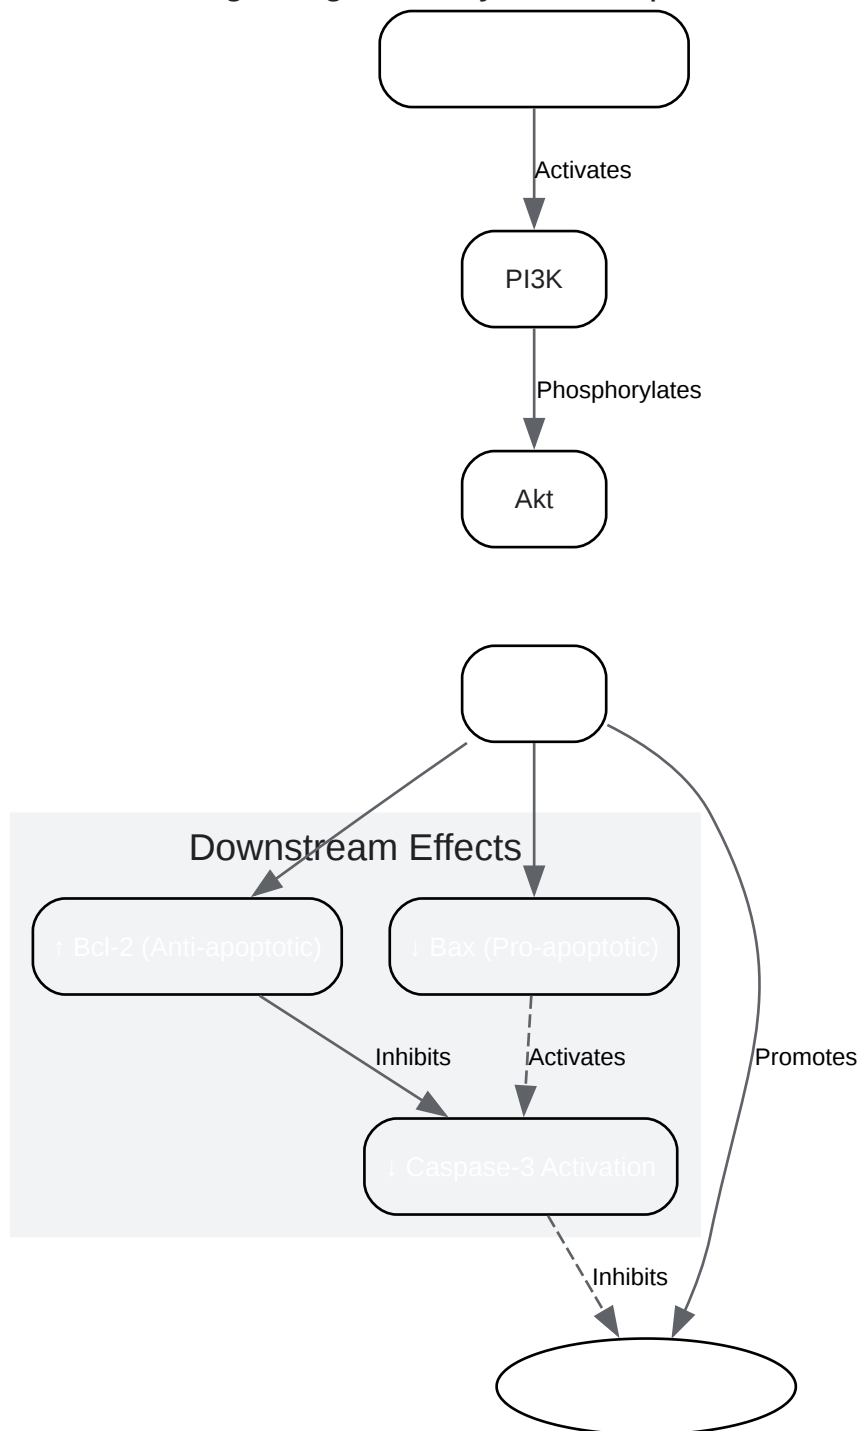 Activates
PI3K
Phosphorylates
Akt
Downstream Effects
↑ Bcl-2 (Anti-apoptotic)
↓ Bax (Pro-apoptotic)
Inhibits
Activates
Promotes
↓ Caspase-3 Activation
Inhibits